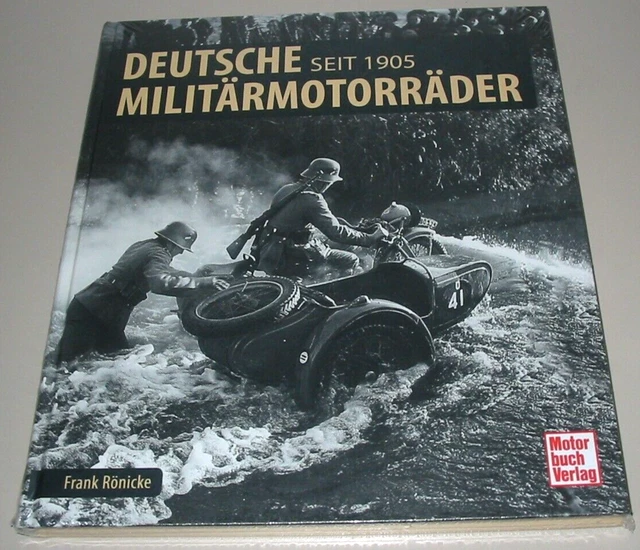 DEUTSCHE SEIT 1905
MILITÄRMOTORRÄDER
41
Frank Rönicke
Motor
buch
Verlag